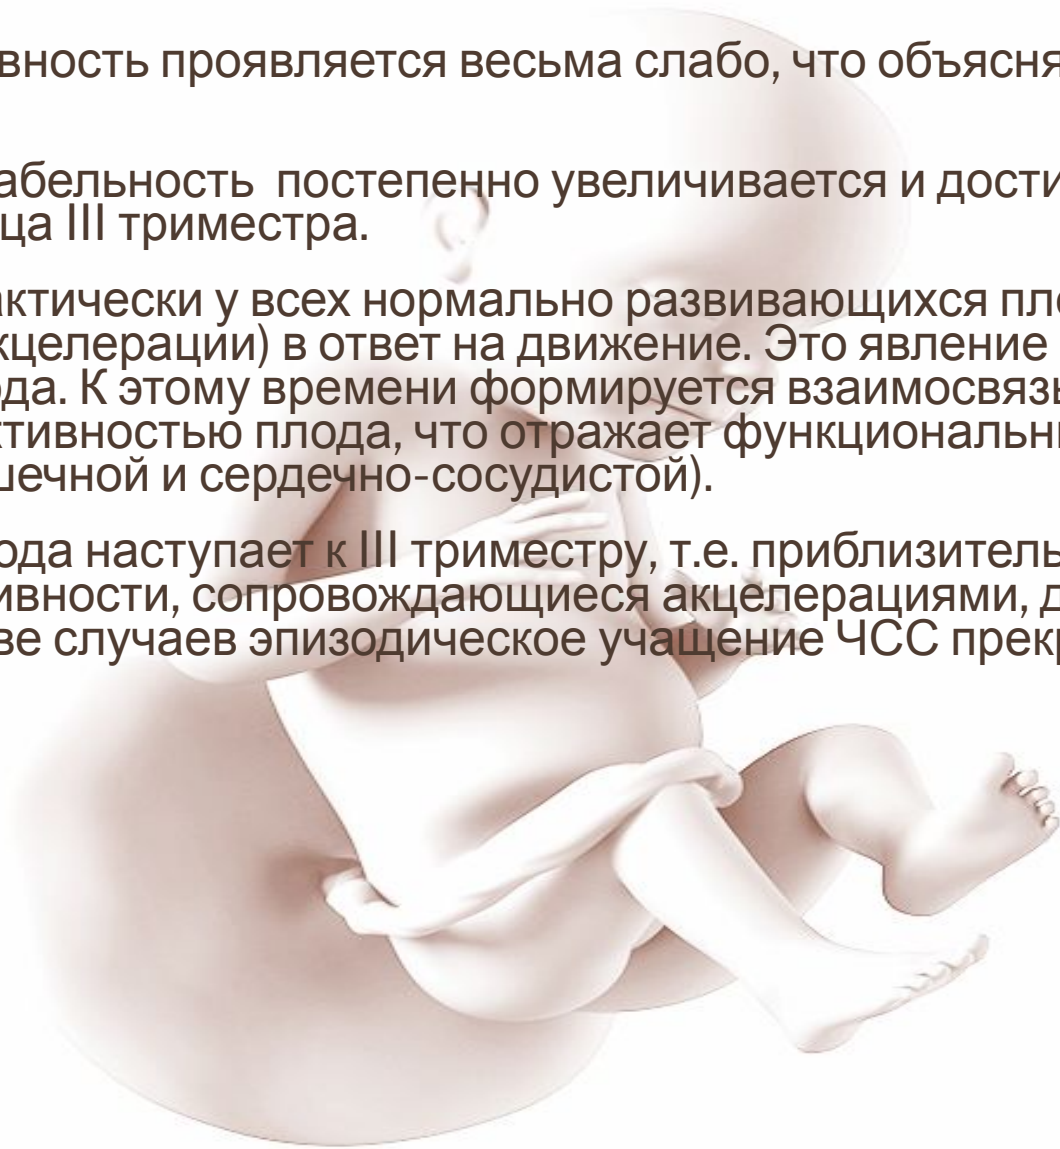 вность проявляется весьма слабо, что объясня
абельность постепенно увеличивается и дости
ца III триместра.
актически у всех нормально развивающихся пл
кцелерации) в ответ на движение. Это явление
да. К этому времени формируется взаимосвяз
ктивностью плода, что отражает функциональн
шечной и сердечно-сосудистой).
ода наступает к III триместру, т.е. приблизитель
ивности, сопровождающиеся акцелерациями, д
ве случаев эпизодическое учащение ЧСС прек